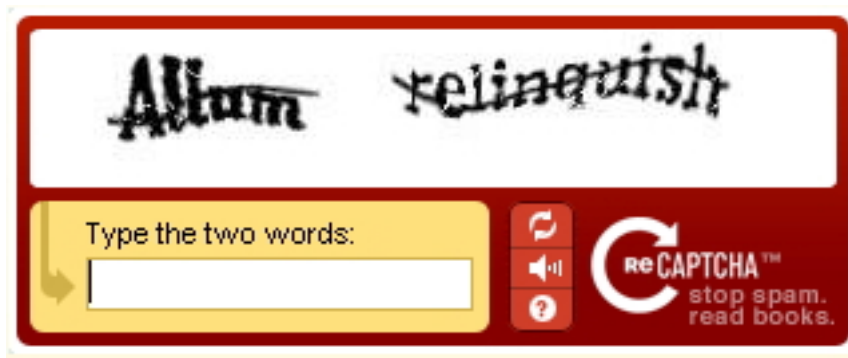 Allum relinquish
Type the two words:
ReCAPTCHA™
stop spam.
read books.